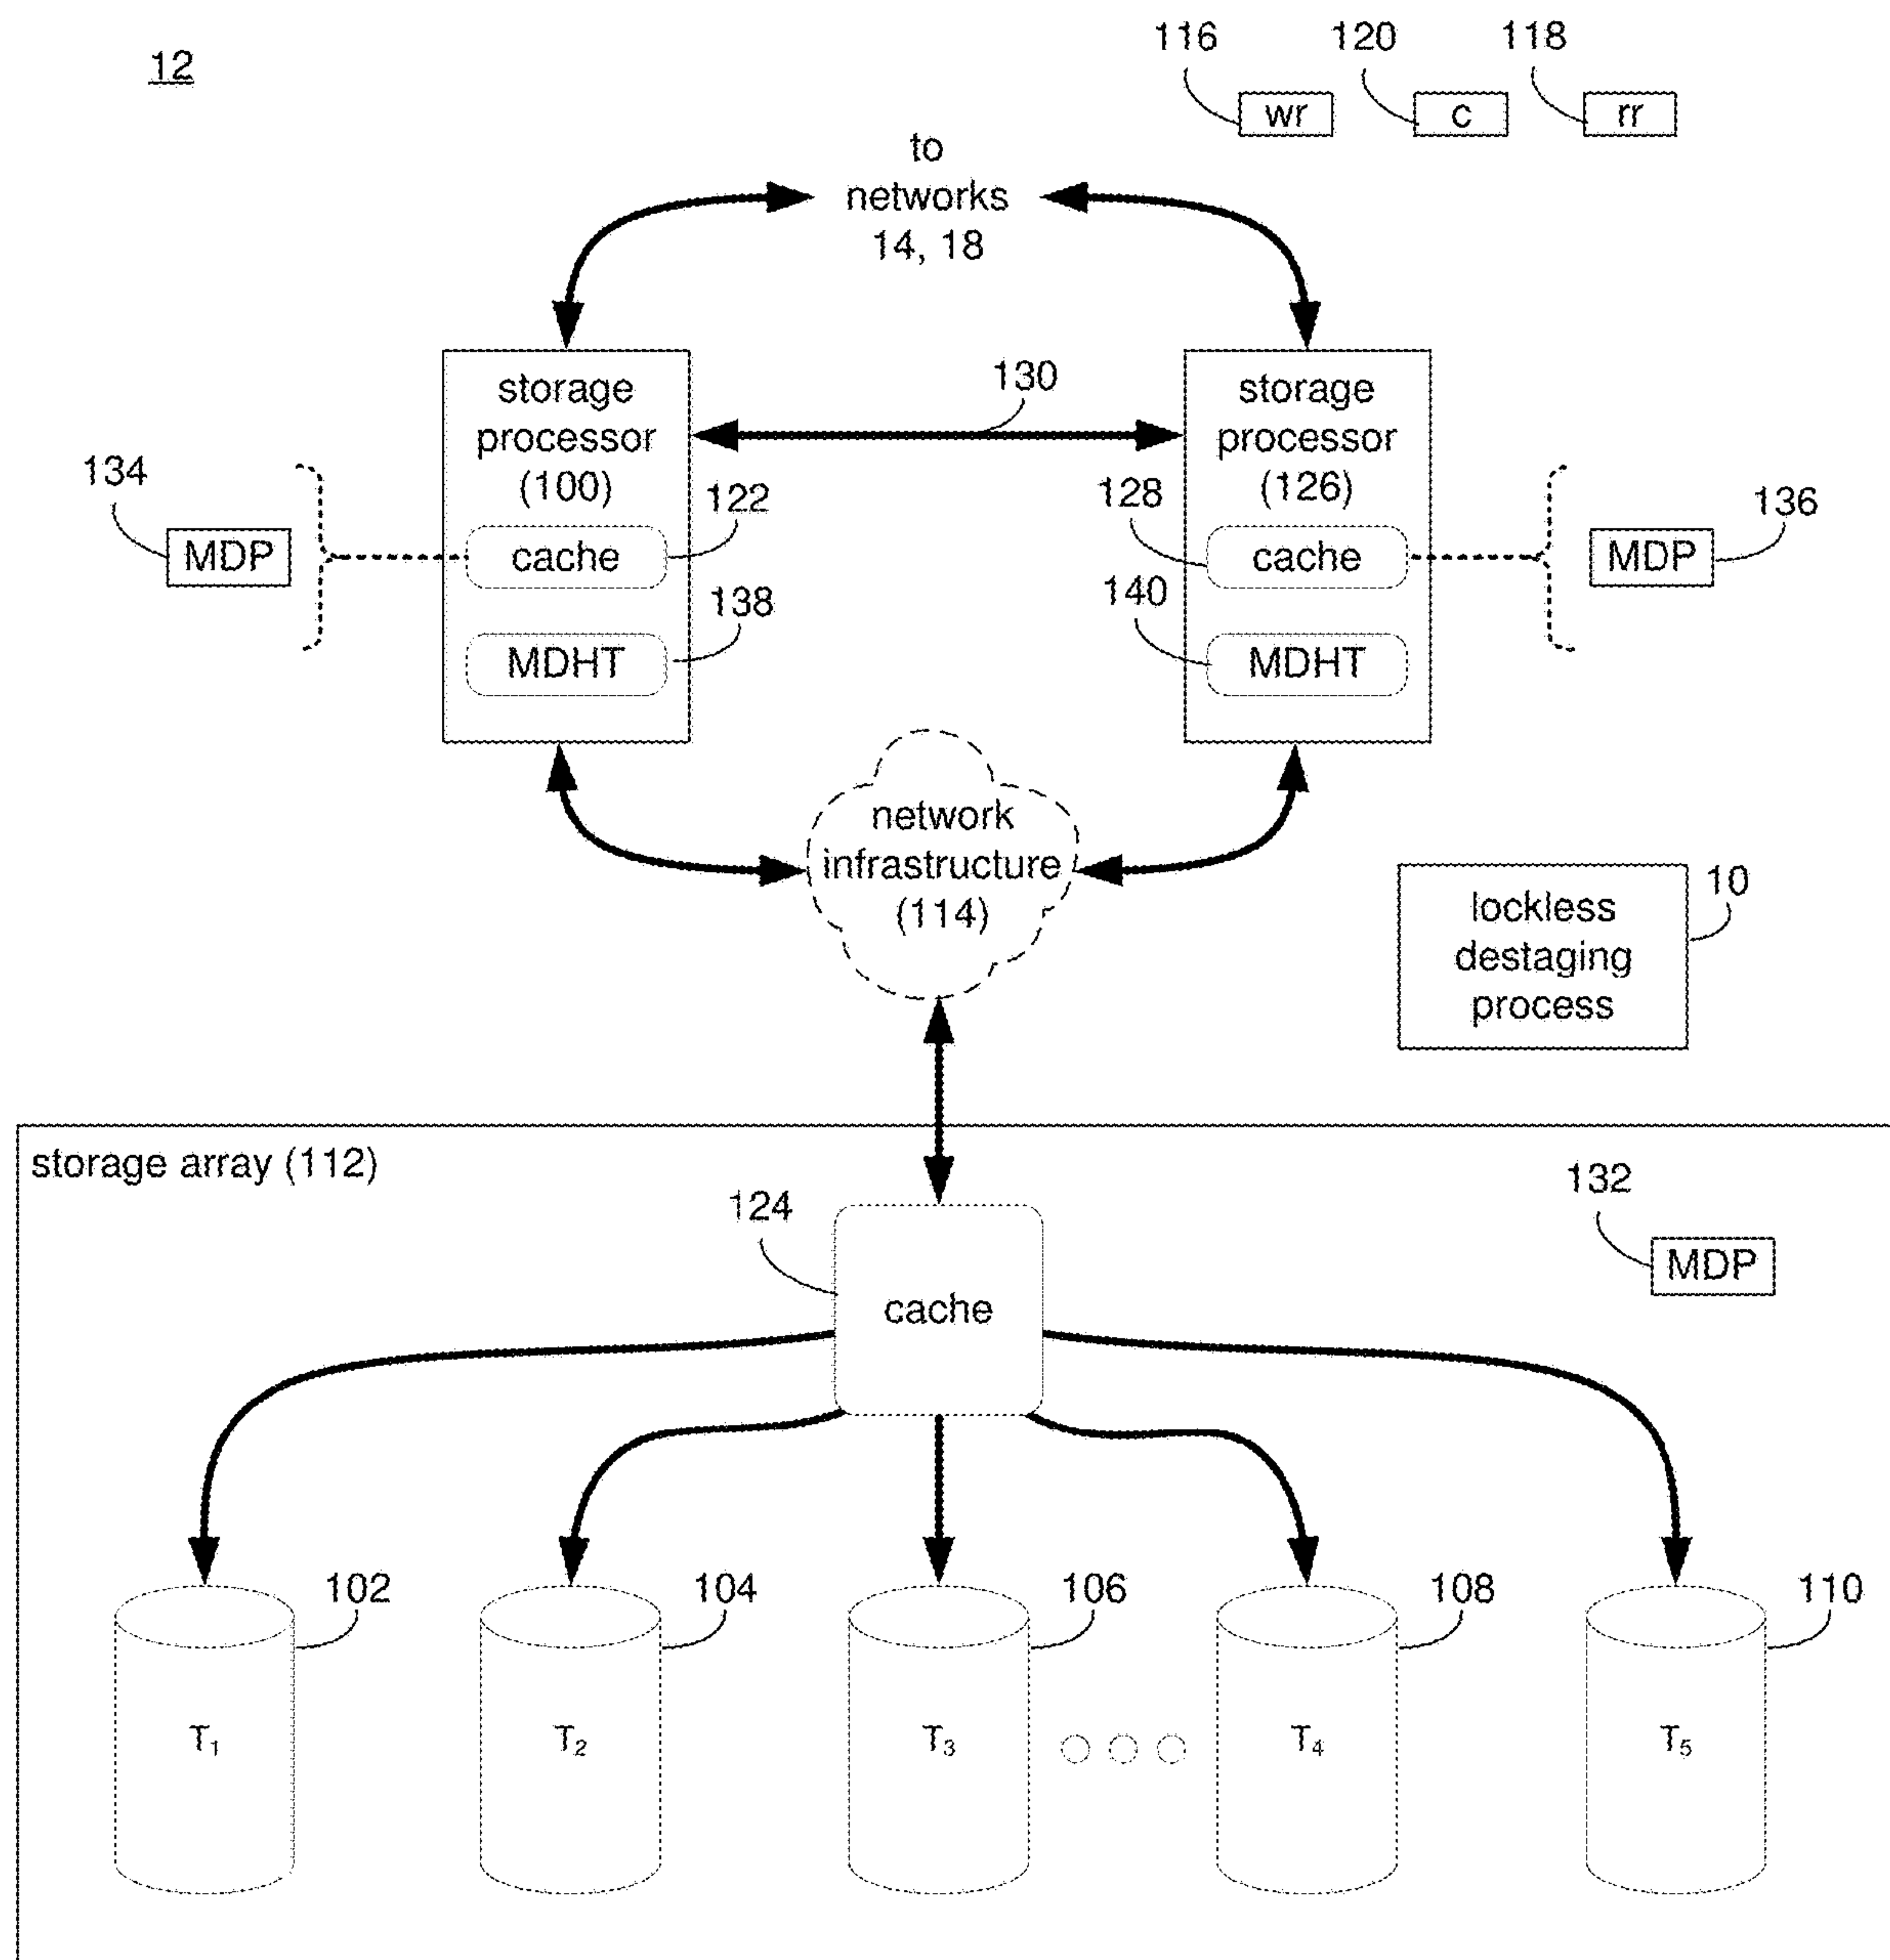 12
116
120
118
wr
c
rr
to
networks
14, 18
storage
processor
(100)
130
storage
processor
(126)
134
MDP
122
cache
138
MDHT
128
cache
140
MDHT
136
MDP
network
infrastructure
(114)
10
lockless
destaging
process
storage array (112)
124
cache
132
MDP
102
104
106
108
110
T₁
T₂
T₃
T₄
T₅